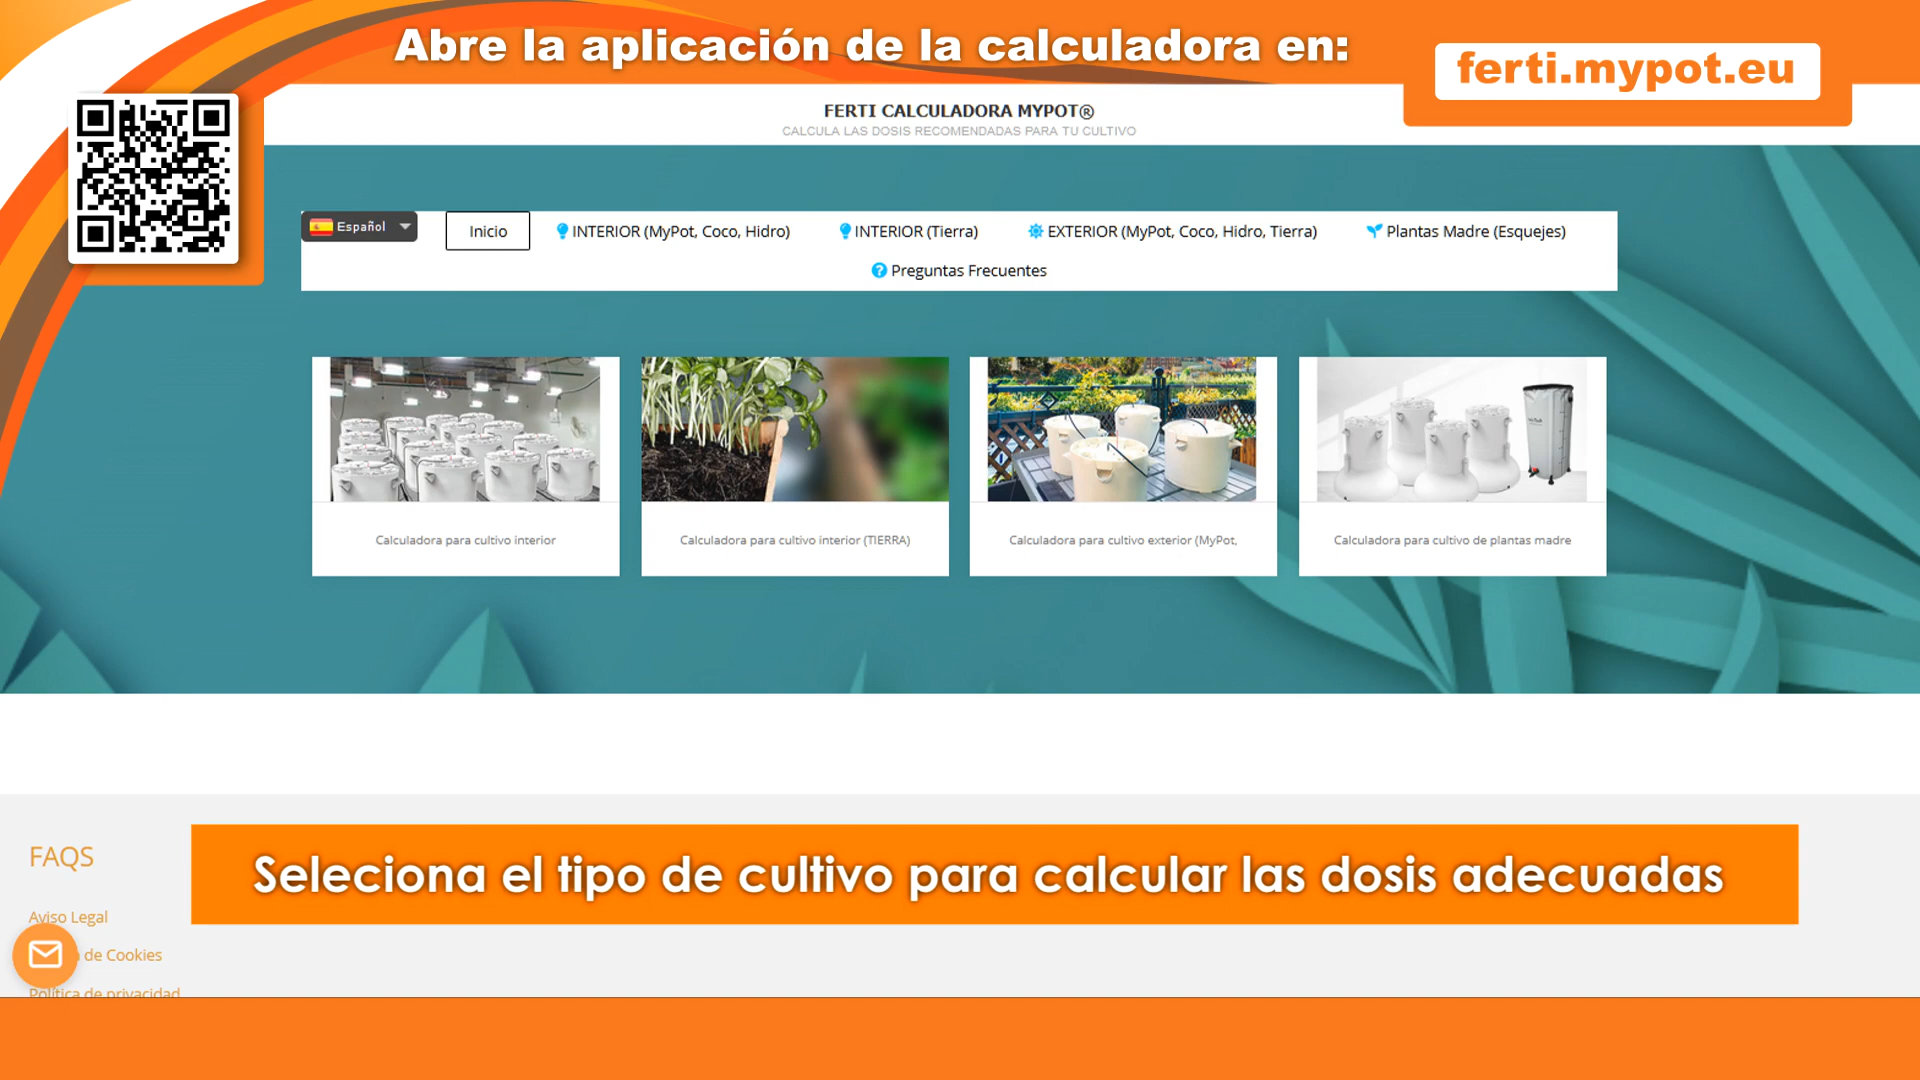 Abre la aplicación de la calculadora en:
ferti.mypot.eu
FERTI CALCULADORA MYPOT®
CALCULA LAS DOSIS RECOMENDADAS PARA TU CULTIVO
Español
Inicio
INTERIOR (MyPot, Coco, Hidro)
INTERIOR (Tierra)
EXTERIOR (MyPot, Coco, Hidro, Tierra)
Plantas Madre (Esquejes)
Preguntas Frecuentes
Calculadora para cultivo interior
Calculadora para cultivo interior (TIERRA)
Calculadora para cultivo exterior (MyPot,
Calculadora para cultivo de plantas madre
Seleciona el tipo de cultivo para calcular las dosis adecuadas
FAQS
Aviso Legal
de Cookies
Política de privacidad